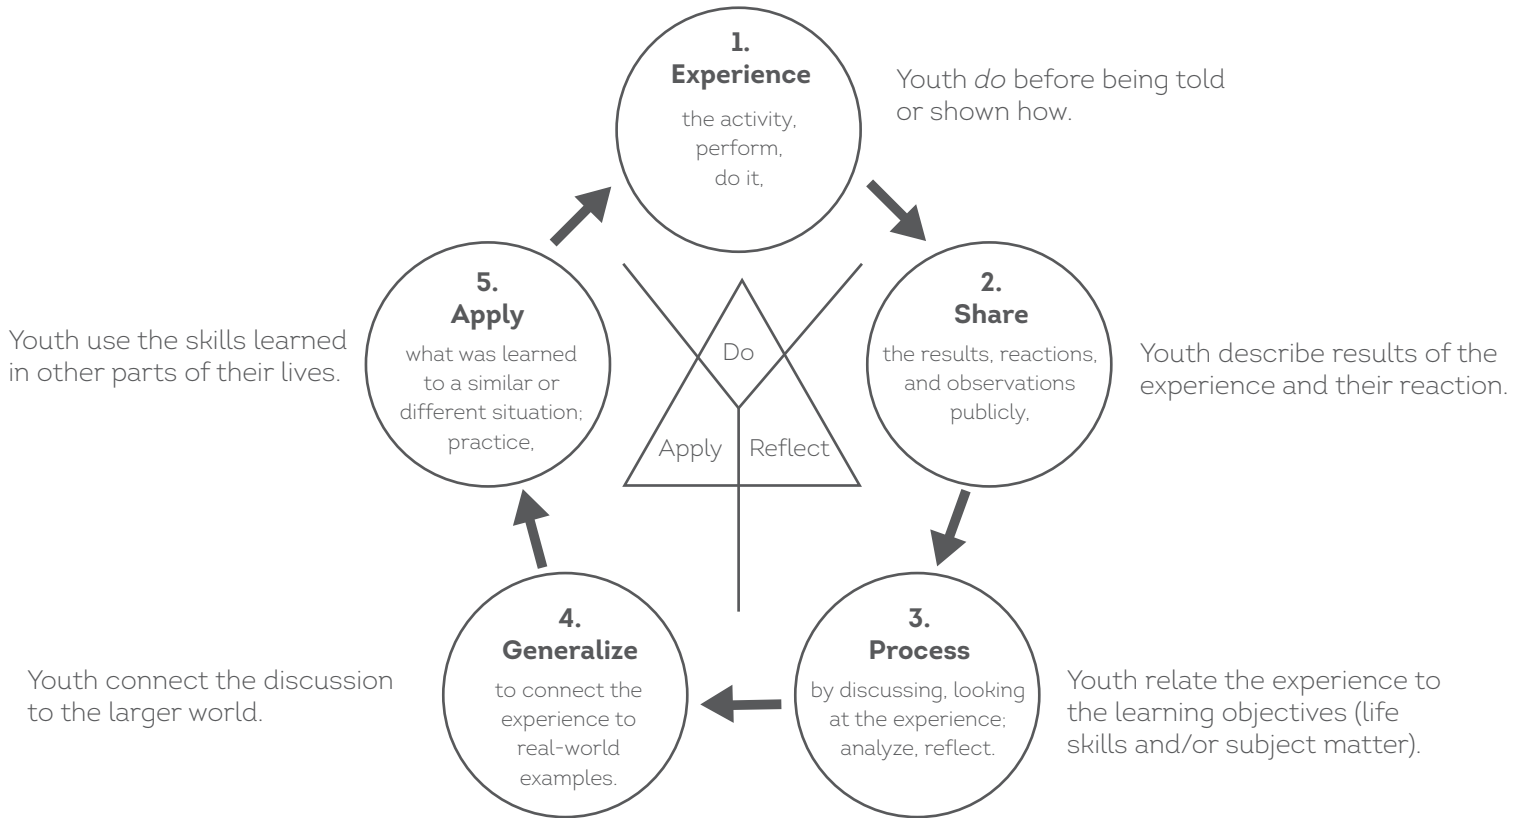 1.
Experience
the activity,
perform,
do it,
Youth do before being told
or shown how.
2.
Share
the results, reactions,
and observations
publicly,
Youth describe results of the
experience and their reaction.
3.
Process
by discussing, looking
at the experience;
analyze, reflect.
Youth relate the experience to
the learning objectives (life
skills and/or subject matter).
4.
Generalize
to connect the
experience to
real-world
examples.
Youth connect the discussion
to the larger world.
5.
Apply
what was learned
to a similar or
different situation;
practice,
Youth use the skills learned
in other parts of their lives.
Do
Apply
Reflect